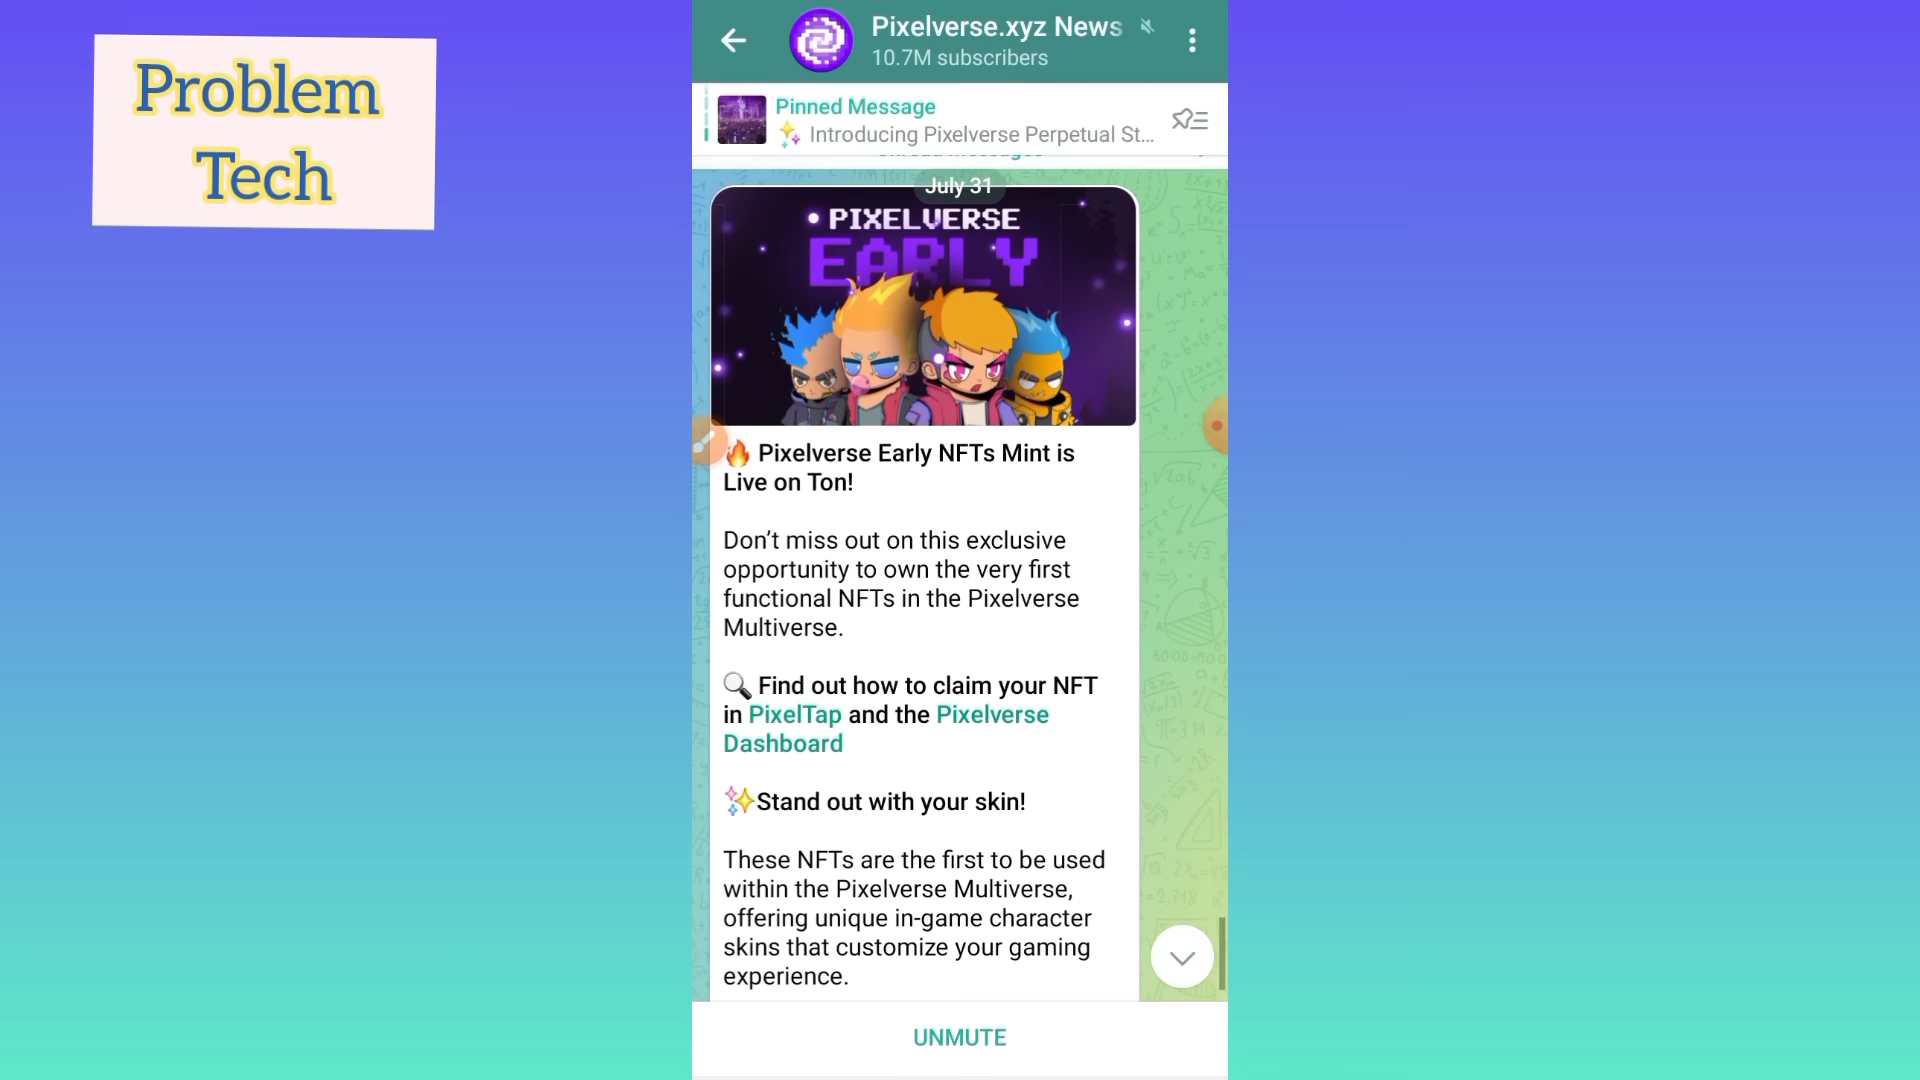 Problem
Tech
Pixelverse.xyz News
10.7M subscribers
Pinned Message
✨ Introducing Pixelverse Perpetual St...
July 31
PIXELVERSE
EARLY
🔥 Pixelverse Early NFTs Mint is
Live on Ton!
Don’t miss out on this exclusive
opportunity to own the very first
functional NFTs in the Pixelverse
Multiverse.
🔍 Find out how to claim your NFT
in PixelTap and the Pixelverse
Dashboard
✨Stand out with your skin!
These NFTs are the first to be used
within the Pixelverse Multiverse,
offering unique in-game character
skins that customize your gaming
experience.
UNMUTE